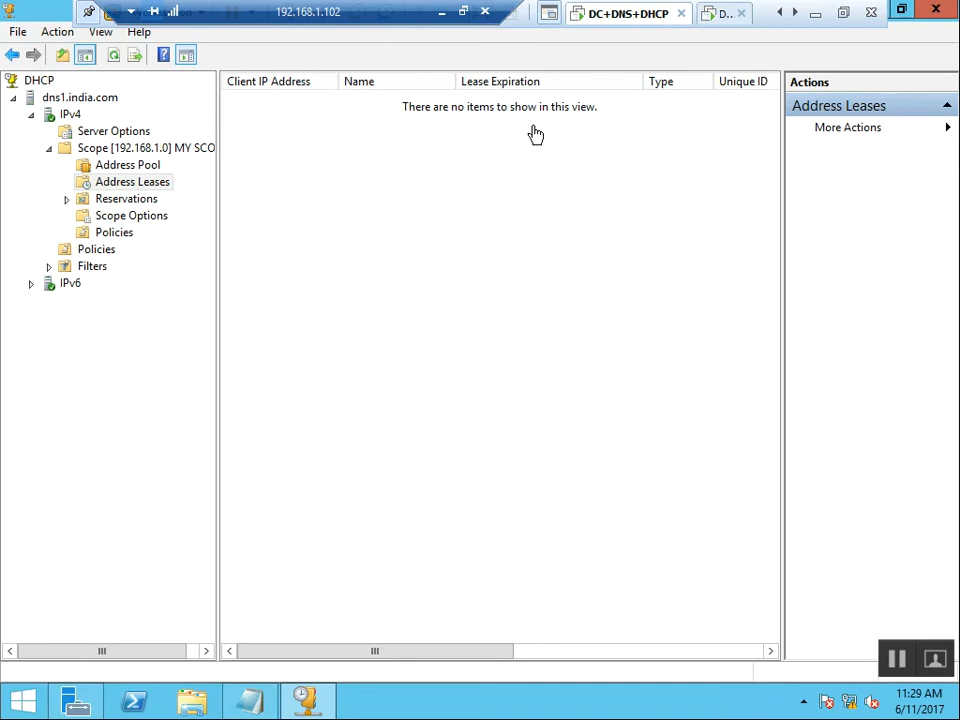 192.168.1.102
DC+DNS+DHCP
D..
File Action View Help
DHCP
dns1.india.com
IPv4
Server Options
Scope [192.168.1.0] MY SCO
Address Pool
Address Leases
Reservations
Scope Options
Policies
Policies
Filters
IPv6
Client IP Address Name Lease Expiration Type Unique ID
There are no items to show in this view.
Actions
Address Leases
More Actions
11:29 AM
6/11/2017